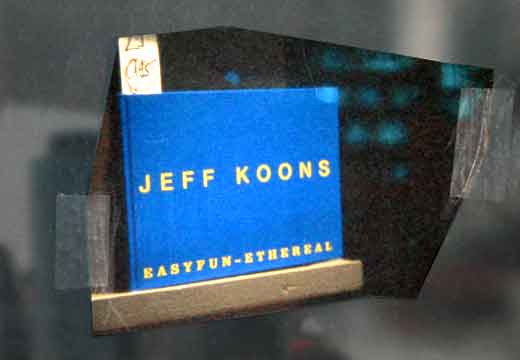 JEFF KOONS
EASYFUN-ETHEREAL